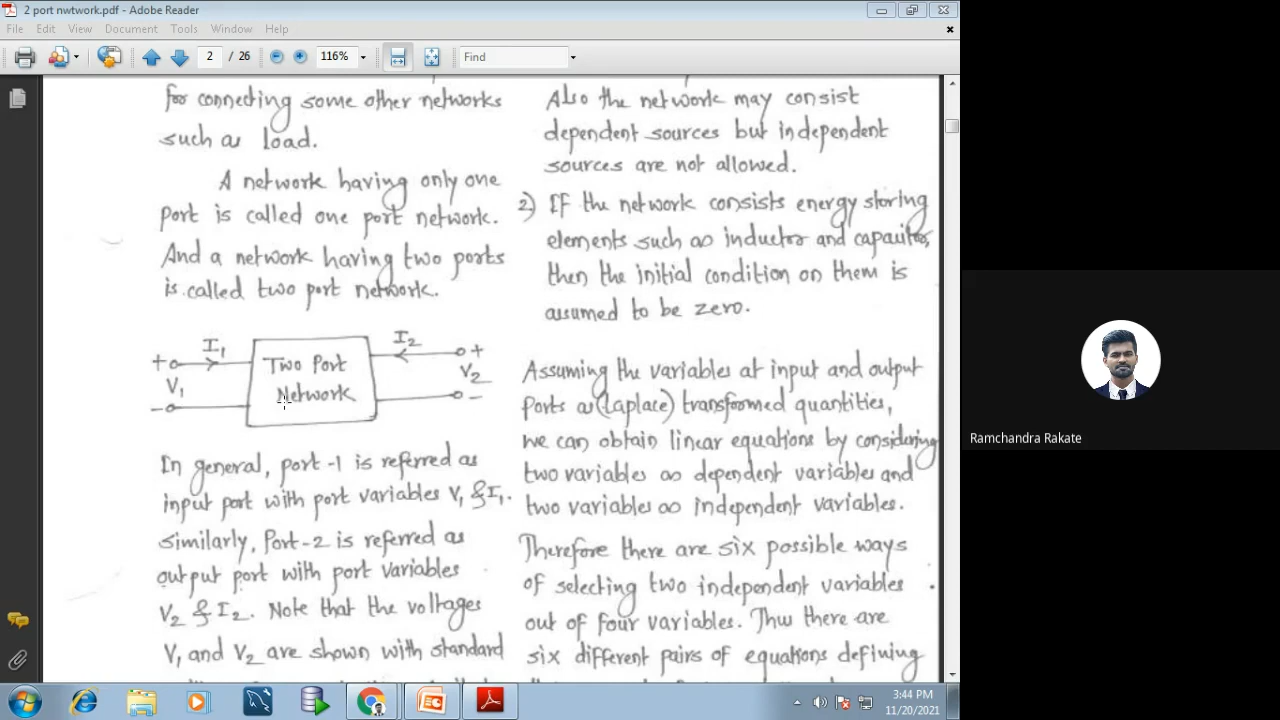 2 port nwtwork.pdf - Adobe Reader
File Edit View Document Tools Window Help
2 / 26 116% Find
for connecting some other networks
such as load.
A network having only one
port is called one port network.
And a network having two ports
is called two port network.
I1 I2
+ Two Port +
V1 Network V2
- -
In general, port-1 is referred as
input port with port variables V1 & I1.
similarly, Port-2 is referred as
output port with port variables
V2 & I2. Note that the voltages
V1 and V2 are shown with standard
Also the network may consist
dependent sources but independent
sources are not allowed.
2) If the network consists energy storing
elements such as inductor and capacitor,
then the initial condition on them is
assumed to be zero.
Assuming the variables at input and output
Ports as (Laplace) transformed quantities,
we can obtain linear equations by considering
two variables as dependent variables and
two variables as independent variables.
Therefore there are six possible ways
of selecting two independent variables
out of four variables. Thus there are
six different pairs of equations defining
Ramchandra Rakate
3:44 PM
11/20/2021